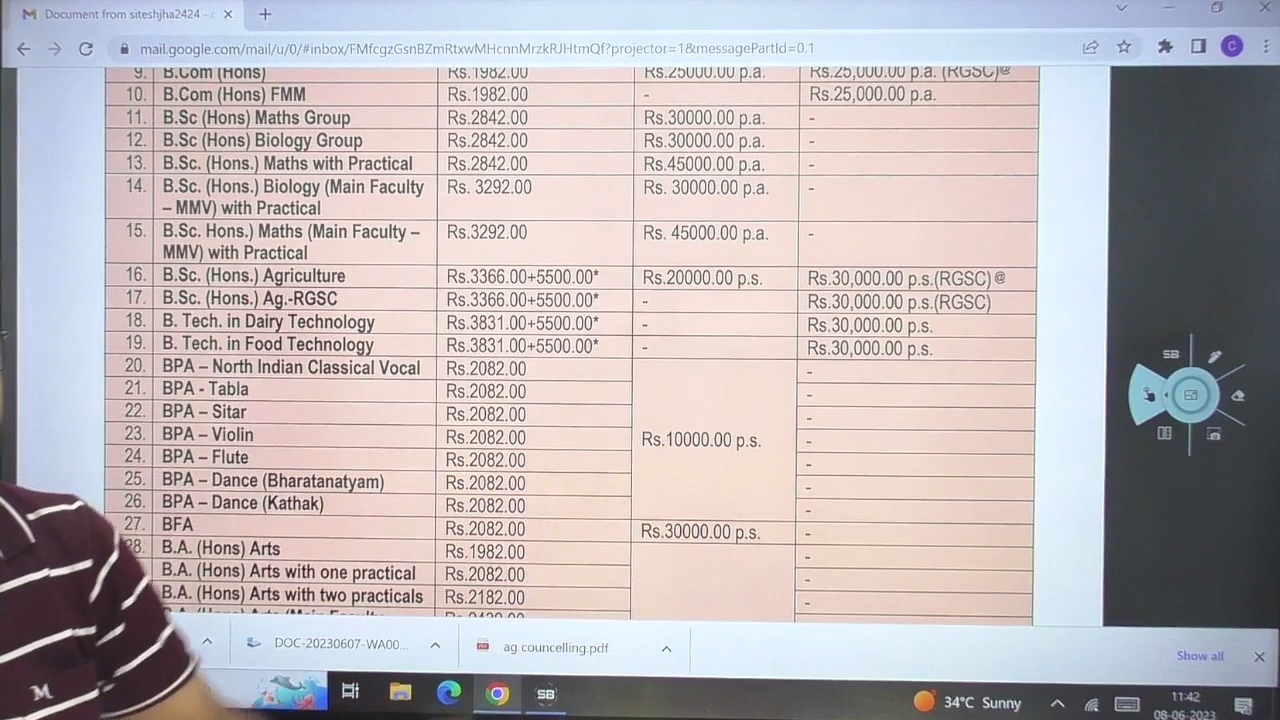 Document from siteshjha2424 -
mail.google.com/mail/u/0/#inbox/FMfcgzGsnBZmRtxwMHcnnMrzkRJHtmQf?projector=1&messagePartId=0.1
C
9. B.Com (Hons) Rs.1982.00 Rs.25000.00 p.a. Rs.25,000.00 p.a. (RGSC)@
10. B.Com (Hons) FMM Rs.1982.00 - Rs.25,000.00 p.a.
11. B.Sc (Hons) Maths Group Rs.2842.00 Rs.30000.00 p.a. -
12. B.Sc (Hons) Biology Group Rs.2842.00 Rs.30000.00 p.a. -
13. B.Sc. (Hons.) Maths with Practical Rs.2842.00 Rs.45000.00 p.a. -
14. B.Sc. (Hons.) Biology (Main Faculty Rs. 3292.00 Rs. 30000.00 p.a. -
– MMV) with Practical
15. B.Sc. Hons.) Maths (Main Faculty – Rs.3292.00 Rs. 45000.00 p.a. -
MMV) with Practical
16. B.Sc. (Hons.) Agriculture Rs.3366.00+5500.00* Rs.20000.00 p.s. Rs.30,000.00 p.s.(RGSC) @
17. B.Sc. (Hons.) Ag.-RGSC Rs.3366.00+5500.00* - Rs.30,000.00 p.s.(RGSC)
18. B. Tech. in Dairy Technology Rs.3831.00+5500.00* - Rs.30,000.00 p.s.
19. B. Tech. in Food Technology Rs.3831.00+5500.00* - Rs.30,000.00 p.s.
20. BPA – North Indian Classical Vocal Rs.2082.00 -
21. BPA - Tabla Rs.2082.00 -
22. BPA – Sitar Rs.2082.00 -
23. BPA – Violin Rs.2082.00 Rs.10000.00 p.s. -
24. BPA – Flute Rs.2082.00 -
25. BPA – Dance (Bharatanatyam) Rs.2082.00 -
26. BPA – Dance (Kathak) Rs.2082.00 -
27. BFA Rs.2082.00 Rs.30000.00 p.s. -
28. B.A. (Hons) Arts Rs.1982.00 -
B.A. (Hons) Arts with one practical Rs.2082.00 -
B.A. (Hons) Arts with two practicals Rs.2182.00 -
SB
DOC-20230607-WA00...
PDF
ag councelling.pdf
Show all
SB
34°C Sunny
11:42
08-06-2023
M